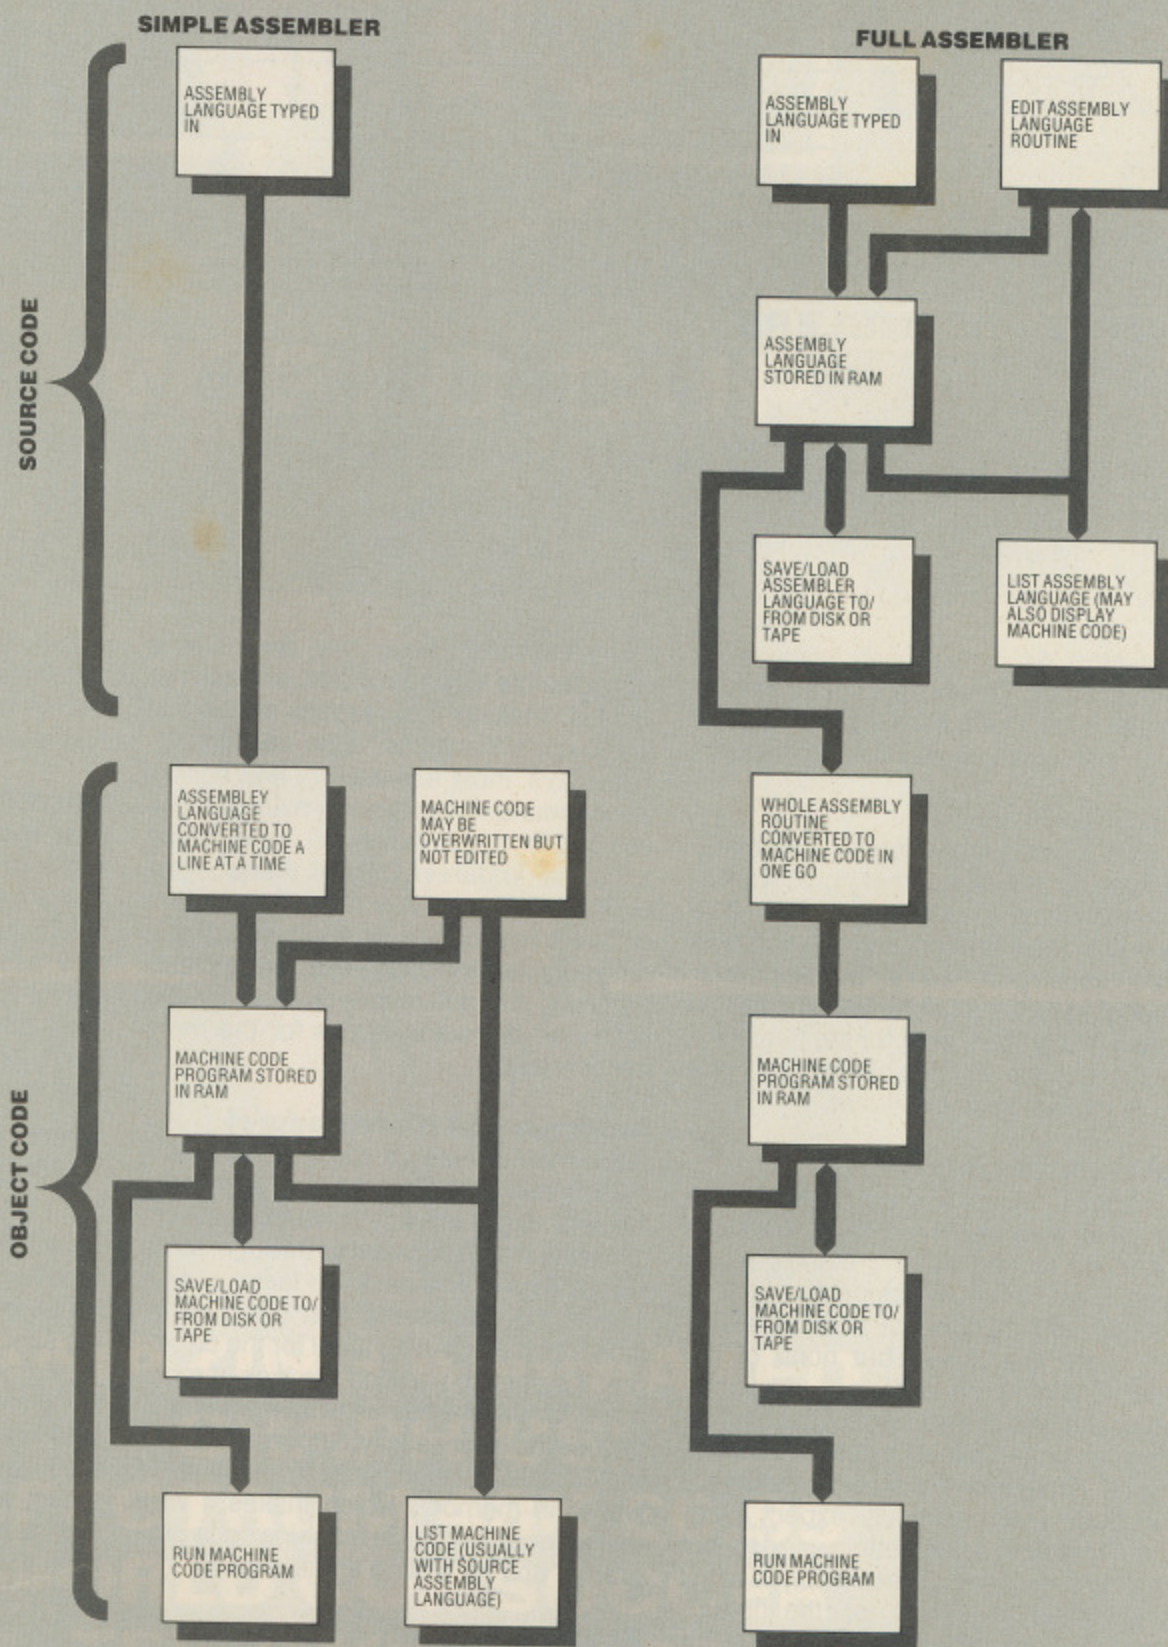 SIMPLE ASSEMBLER
ASSEMBLY
LANGUAGE TYPED
IN
SOURCE CODE
ASSEMBLEY
LANGUAGE
CONVERTED TO
MACHINE CODE A
LINE AT A TIME
MACHINE CODE
MAY BE
OVERWRITTEN BUT
NOT EDITED
OBJECT CODE
MACHINE CODE
PROGRAM STORED
IN RAM
SAVE/LOAD
MACHINE CODE TO/
FROM DISK OR
TAPE
RUN MACHINE
CODE PROGRAM
LIST MACHINE
CODE (USUALLY
WITH SOURCE
ASSEMBLY
LANGUAGE)
FULL ASSEMBLER
ASSEMBLY
LANGUAGE TYPED
IN
EDIT ASSEMBLY
LANGUAGE
ROUTINE
ASSEMBLY
LANGUAGE
STORED IN RAM
SAVE/LOAD
ASSEMBLER
LANGUAGE TO/
FROM DISK OR
TAPE
LIST ASSEMBLY
LANGUAGE (MAY
ALSO DISPLAY
MACHINE CODE)
WHOLE ASSEMBLY
ROUTINE
CONVERTED TO
MACHINE CODE IN
ONE GO
MACHINE CODE
PROGRAM STORED
IN RAM
SAVE/LOAD
MACHINE CODE TO/
FROM DISK OR
TAPE
RUN MACHINE
CODE PROGRAM